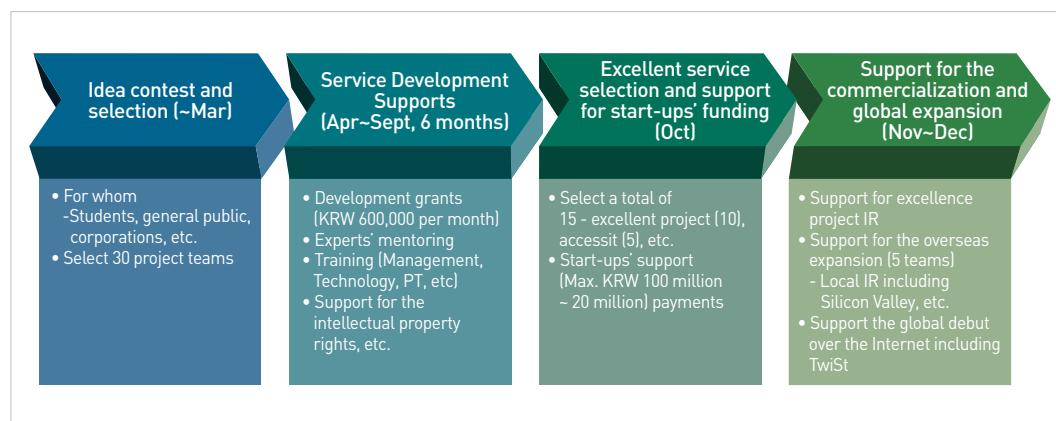 Idea contest and
selection (~Mar)
• For whom
-Students, general public,
corporations, etc.
• Select 30 project teams
Service Development
Supports
(Apr~Sept, 6 months)
• Development grants
(KRW 600,000 per month)
• Experts' mentoring
• Training (Management,
Technology, PT, etc)
• Support for the
intellectual property
rights, etc.
Excellent service
selection and support
for start-ups' funding
(Oct)
• Select a total of
15 - excellent project (10),
accessit (5), etc.
• Start-ups' support
(Max. KRW 100 million
~ 20 million) payments
Support for the
commercialization and
global expansion
(Nov~Dec)
• Support for excellence
project IR
• Support for the overseas
expansion (5 teams)
- Local IR including
Silicon Valley, etc.
• Support the global debut
over the Internet including
TwiSt